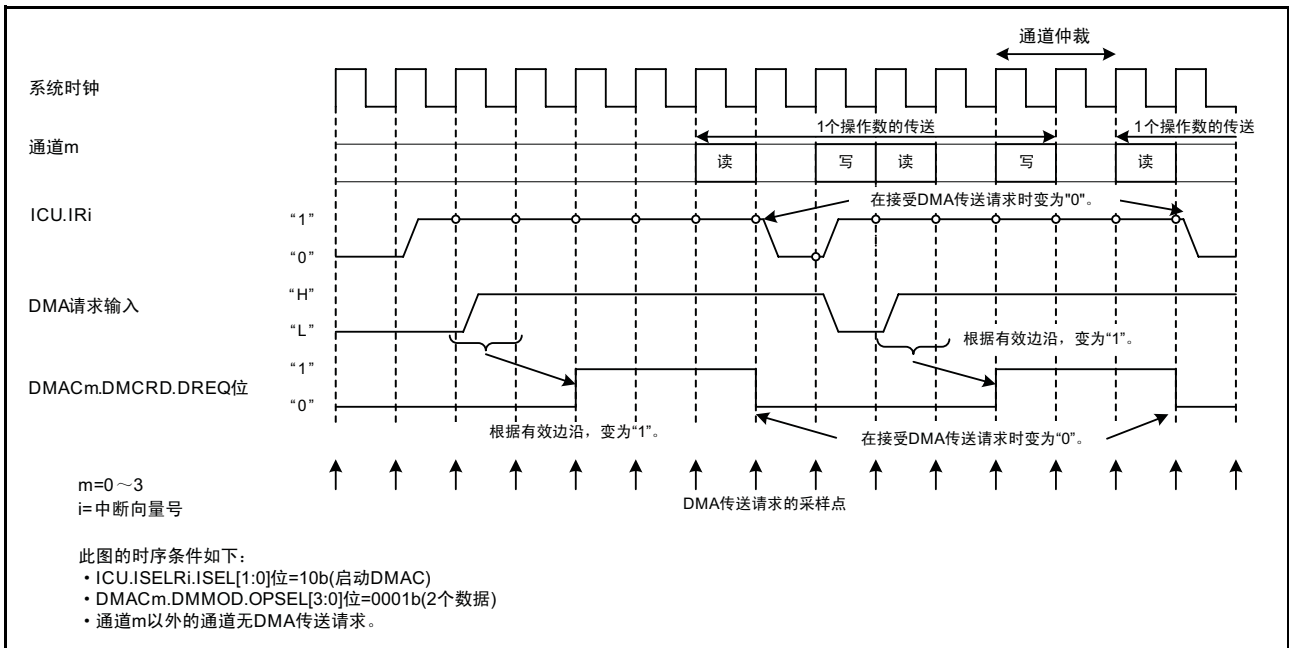 通道仲裁
系统时钟
1个操作数的传送
1个操作数的传送
通道m
读
写
读
写
读
在接受DMA传送请求时变为"0"。
ICU.IRi
“1”
“0”
DMA请求输入
“H”
“L”
根据有效边沿，变为“1”。
DMACm.DMCRD.DREQ位
“1”
“0”
根据有效边沿，变为“1”。
在接受DMA传送请求时变为“0”。
m=0～3
i=中断向量号
DMA传送请求的采样点
此图的时序条件如下：
・ICU.ISELRi.ISEL[1:0]位=10b(启动DMAC)
・DMACm.DMMOD.OPSEL[3:0]位=0001b(2个数据)
・通道m以外的通道无DMA传送请求。